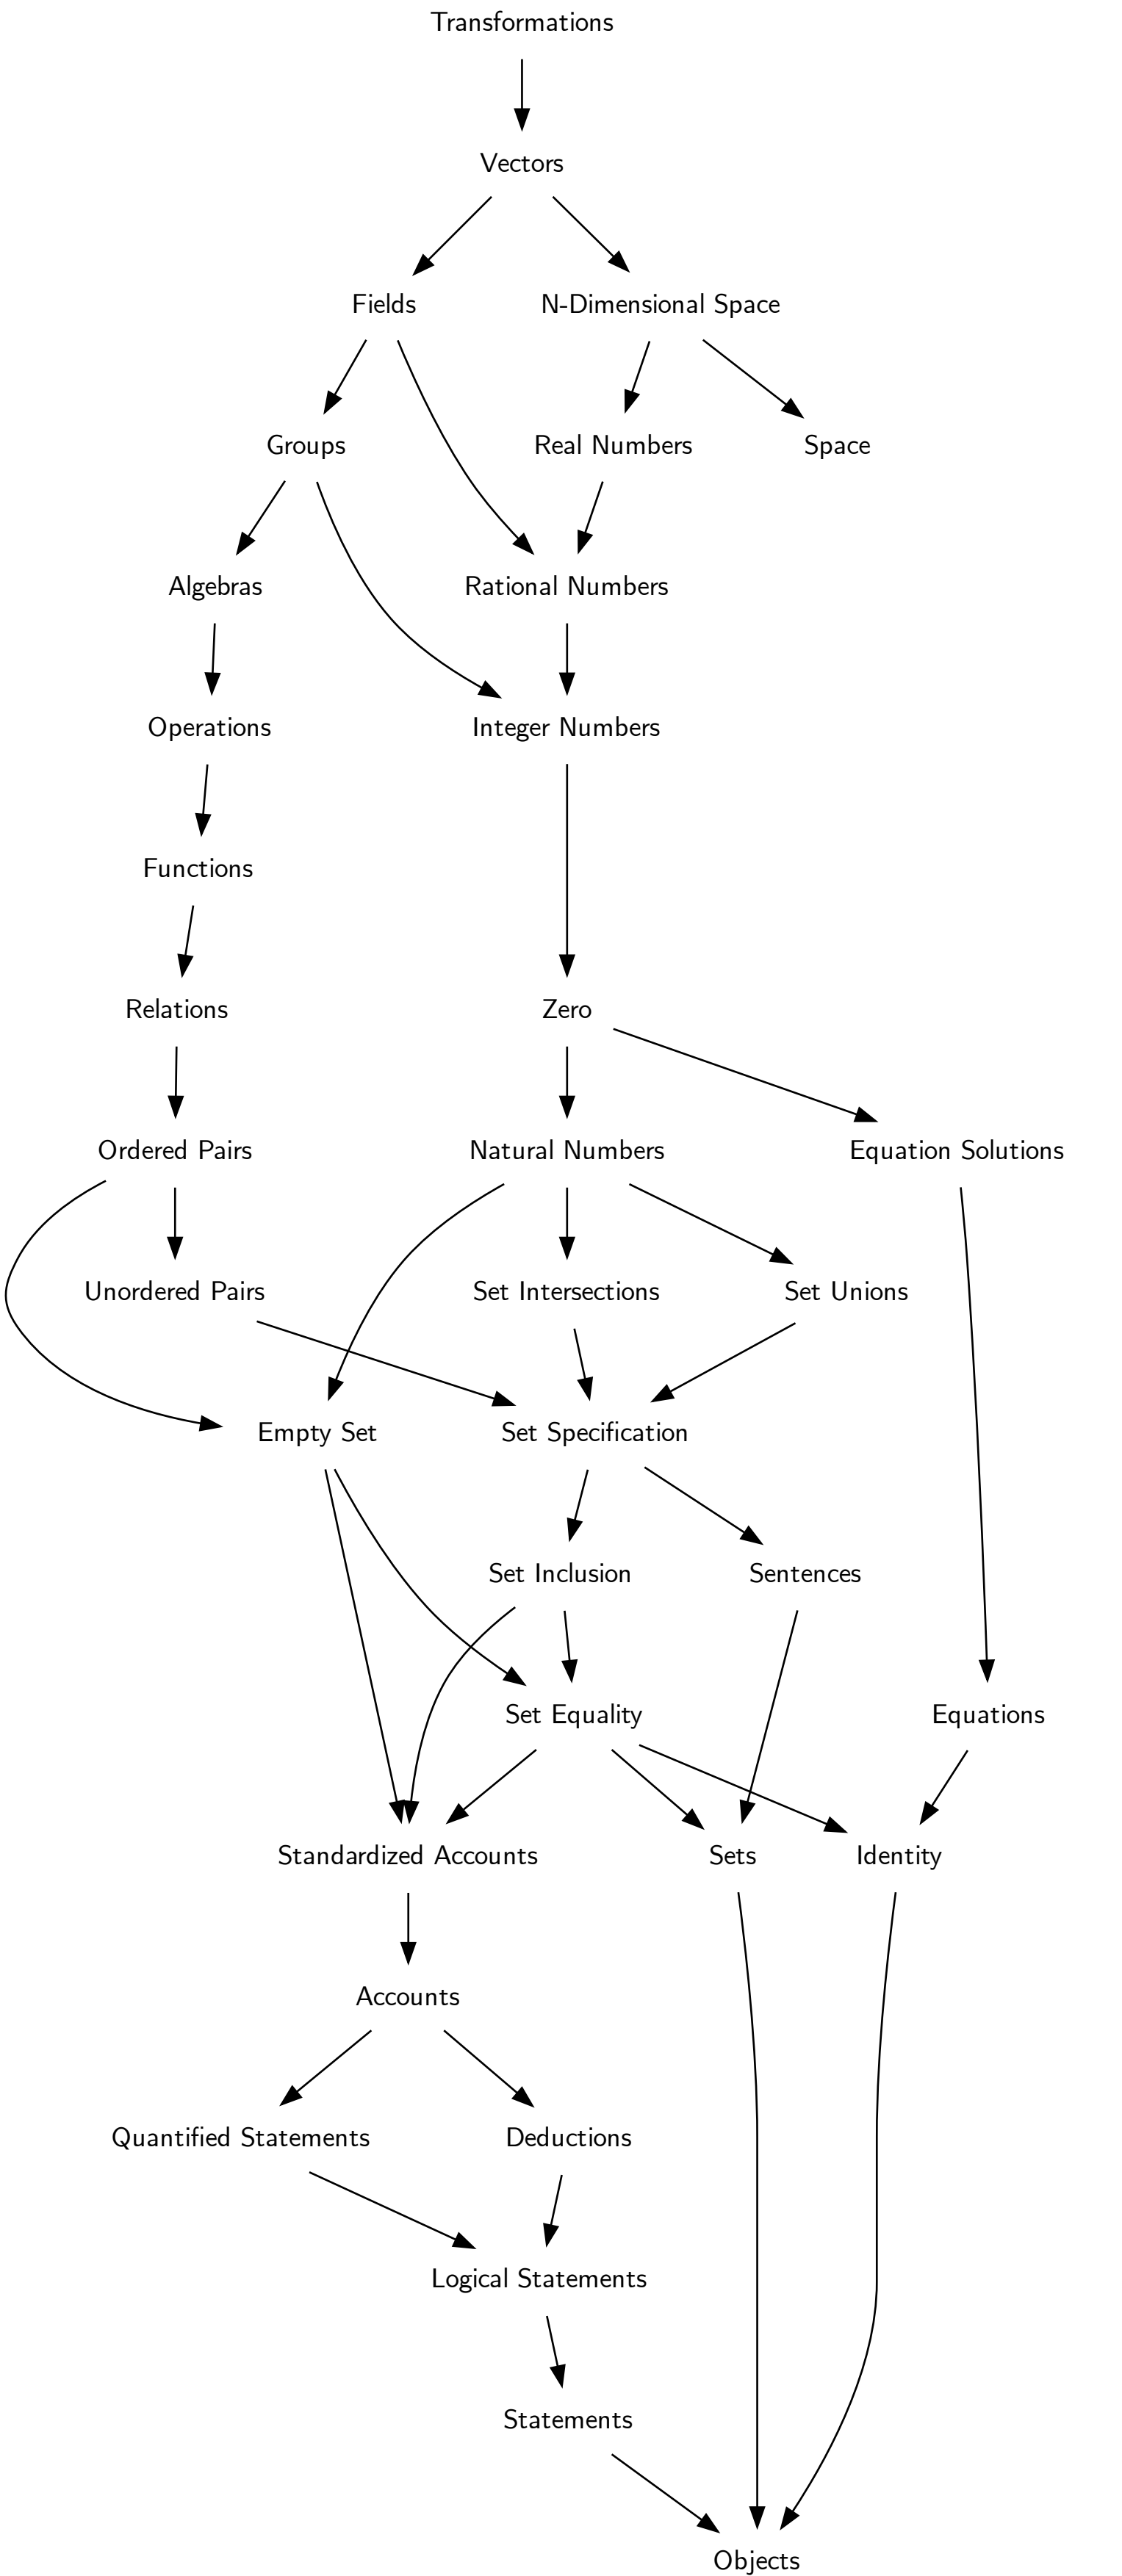 Transformations
Vectors
Fields
N-Dimensional Space
Groups
Real Numbers
Space
Algebras
Rational Numbers
Operations
Integer Numbers
Functions
Relations
Zero
Ordered Pairs
Natural Numbers
Equation Solutions
Unordered Pairs
Set Intersections
Set Unions
Empty Set
Set Specification
Set Inclusion
Sentences
Set Equality
Equations
Standardized Accounts
Sets
Identity
Accounts
Quantified Statements
Deductions
Logical Statements
Statements
Objects